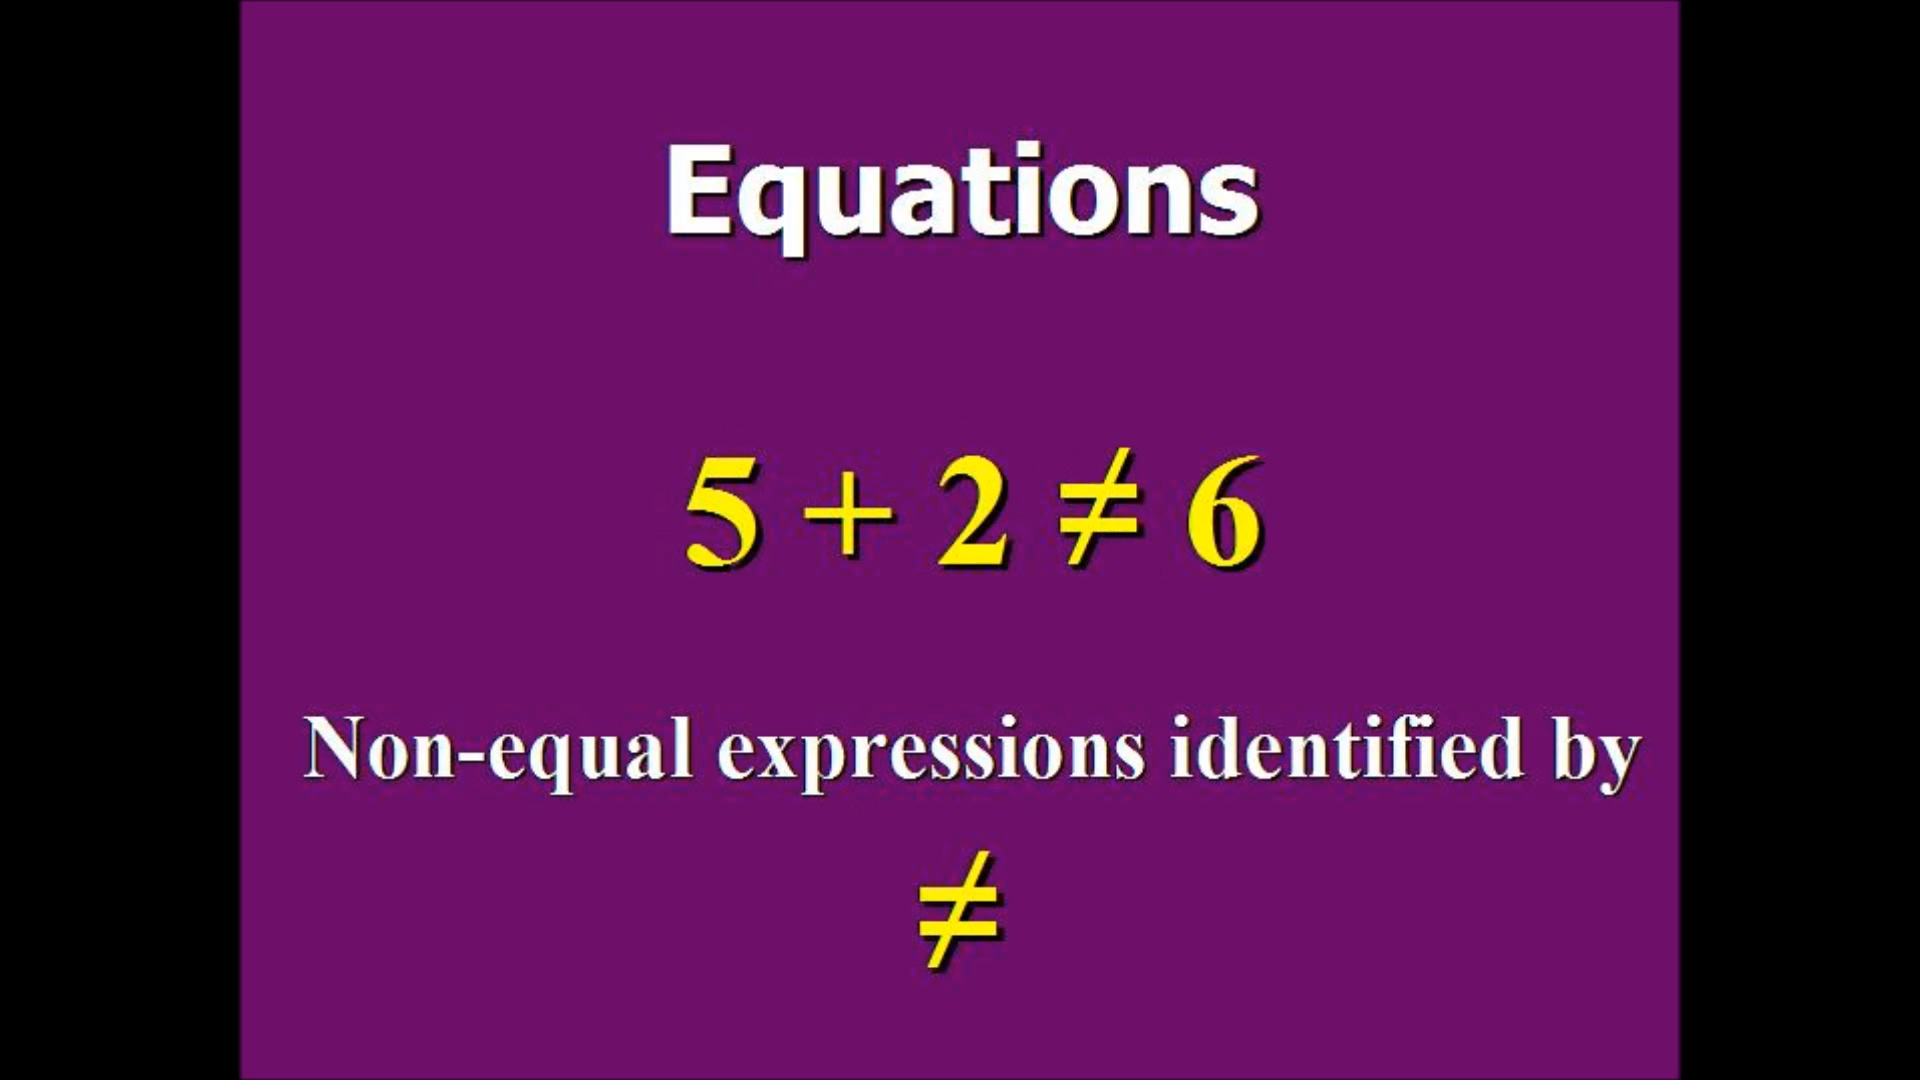 Equations
5 + 2 ≠ 6
Non-equal expressions identified by
≠